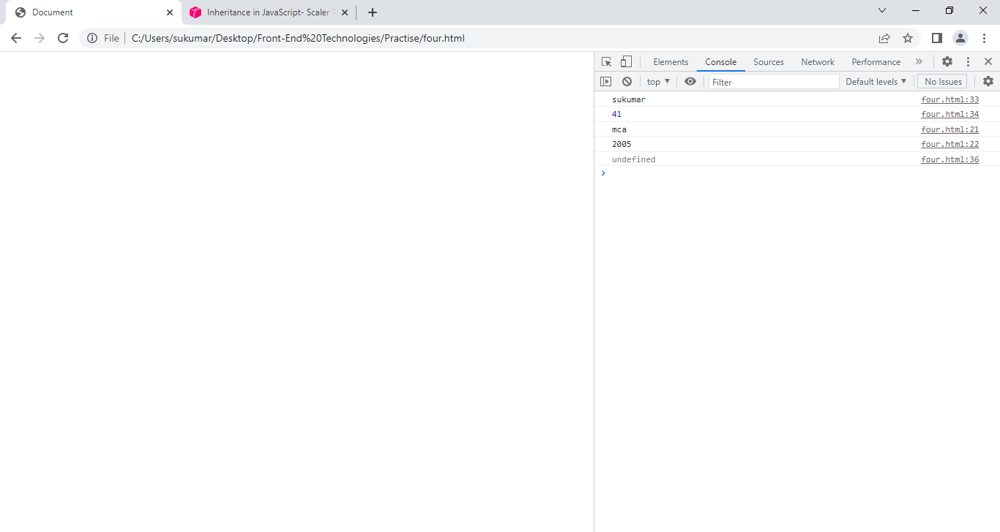 Document
Inheritance in JavaScript- Scaler T
File C:/Users/sukumar/Desktop/Front-End%20Technologies/Practise/four.html
Elements Console Sources Network Performance
top Filter Default levels No Issues
sukumar four.html:33
41 four.html:34
mca four.html:21
2005 four.html:22
undefined four.html:36